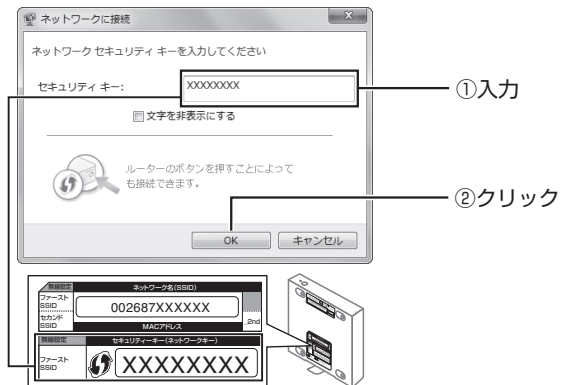 ネットワークに接続
ネットワーク セキュリティ キーを入力してください
セキュリティ キー:
XXXXXXXX
①入力
文字を非表示にする
ルーターのボタンを押すことによって
も接続できます。
②クリック
OK
キャンセル
無線設定
ネットワーク名(SSID)
ファースト
SSID
002687XXXXXX
セカンド
SSID
_2nd
MACアドレス
無線設定
セキュリティーキー(ネットワークキー)
ファースト
SSID
XXXXXXXX